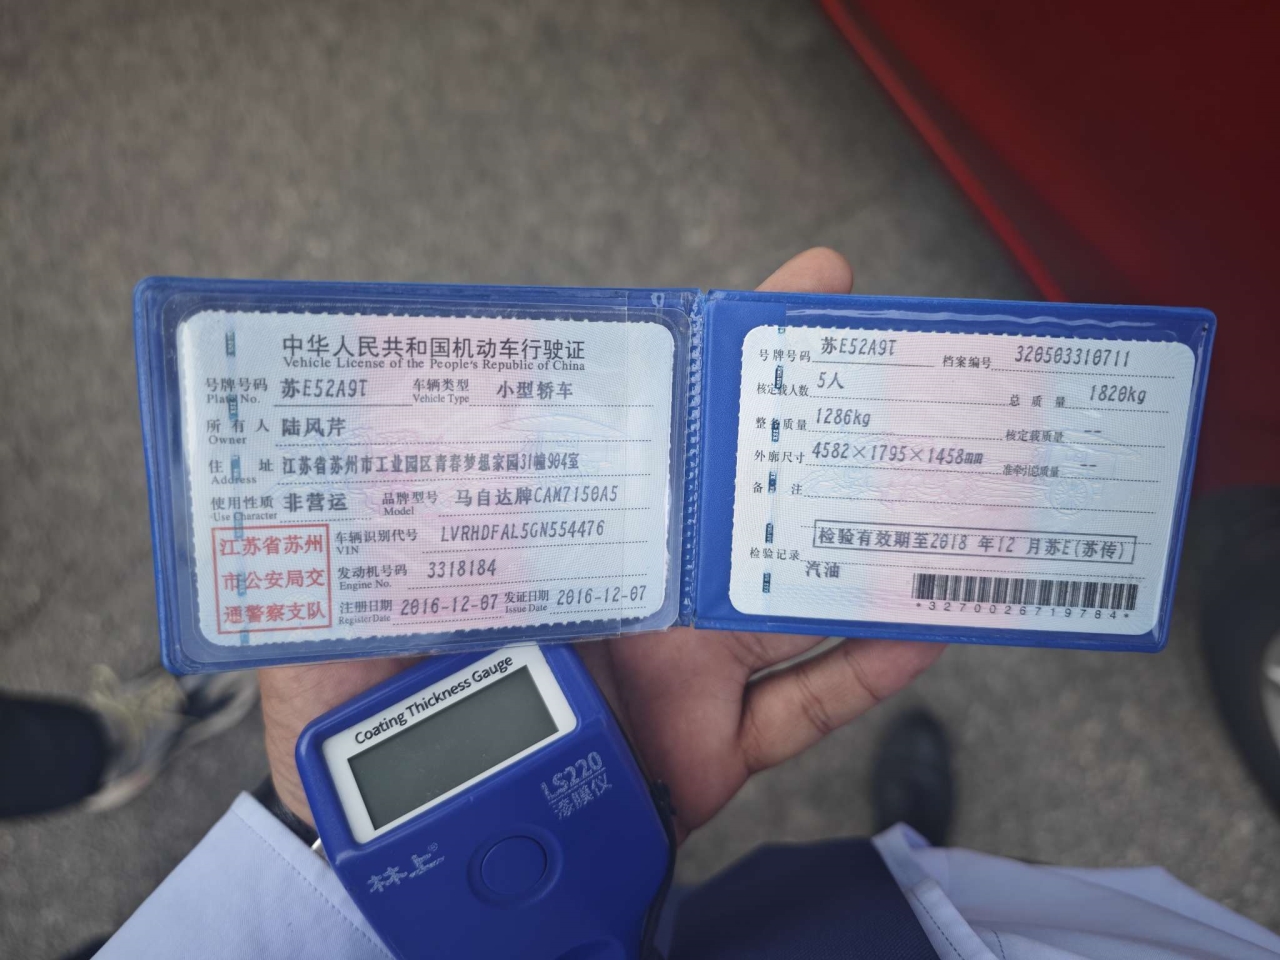 中华人民共和国机动车行驶证
Vehicle License of the People's Republic of China
号牌号码 苏E52A9T 车辆类型 小型轿车
Plate No. Vehicle Type
所有人 陆风芹
Owner
住址 江苏省苏州市工业园区青春梦想家园31幢904室
Address
使用性质 非营运 品牌型号 马自达牌CAM7150A5
Use Character Model
江苏省苏州
市公安局交
通警察支队
车辆识别代号 LVRHDFAL5GN554476
VIN
发动机号码 3318184
Engine No.
注册日期 2016-12-07 发证日期 2016-12-07
Register Date Issue Date
号牌号码 苏E52A9T 档案编号 320503310711
核定载人数 5人 总质量 1820kg
整备质量 1286kg 核定载质量 --
外廓尺寸 4582×1795×1458mm 准牵引总质量 --
备注
检验有效期至2018 年12 月苏E(苏传)
检验记录
汽油
*3270026719784*
Coating Thickness Gauge
LS220
漆膜仪
林上®